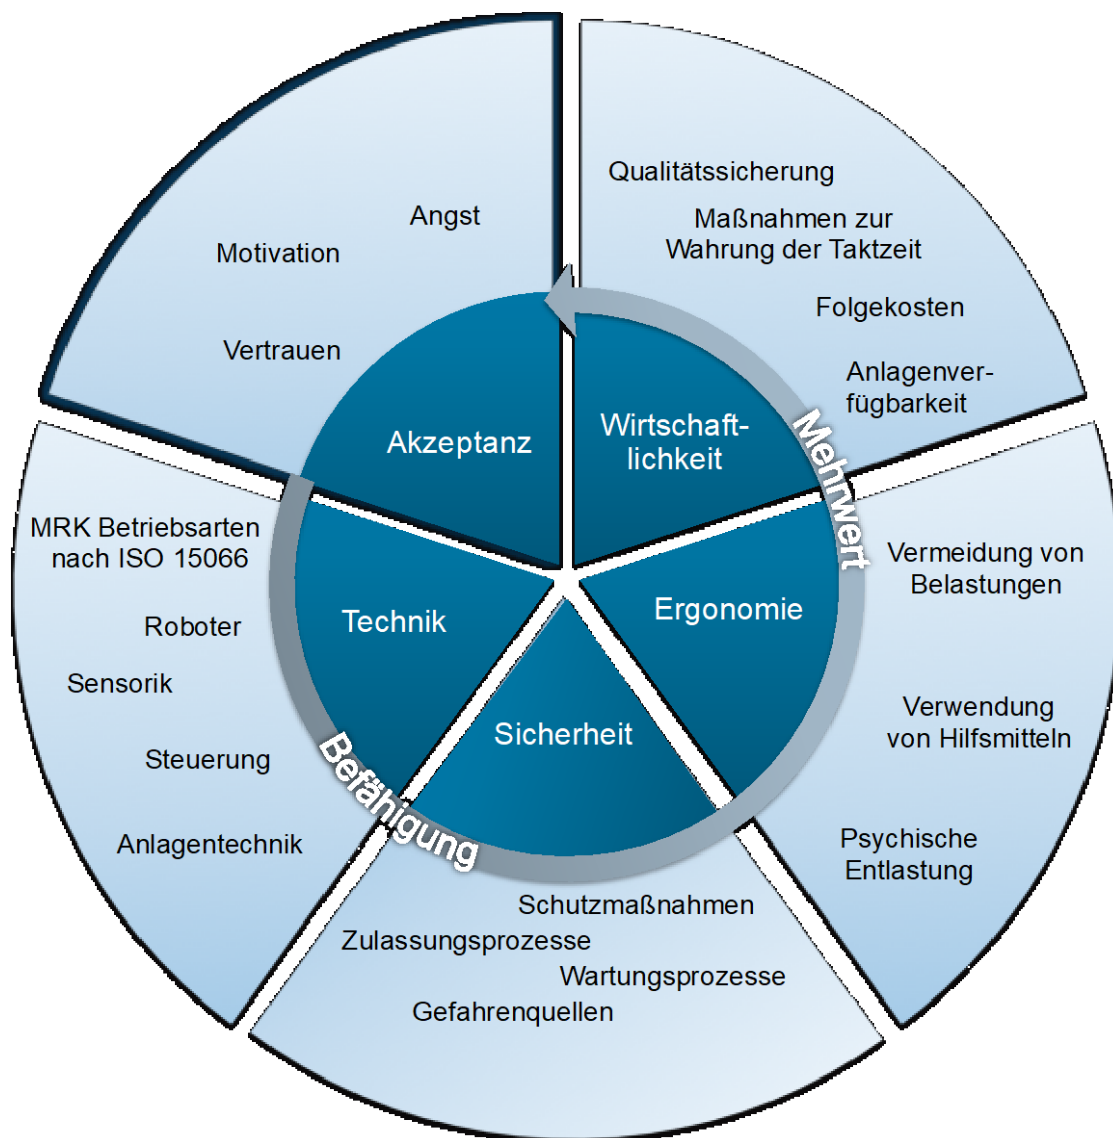 Angst
Motivation
Vertrauen
Akzeptanz
Qualitätssicherung
Maßnahmen zur
Wahrung der Taktzeit
Folgekosten
Anlagenver-
fügbarkeit
Wirtschaft-
lichkeit
Mehrwert
Vermeidung von
Belastungen
Ergonomie
Verwendung
von Hilfsmitteln
Psychische
Entlastung
Sicherheit
Schutzmaßnahmen
Zulassungsprozesse
Wartungsprozesse
Gefahrenquellen
Befähigung
Technik
MRK Betriebsarten
nach ISO 15066
Roboter
Sensorik
Steuerung
Anlagentechnik